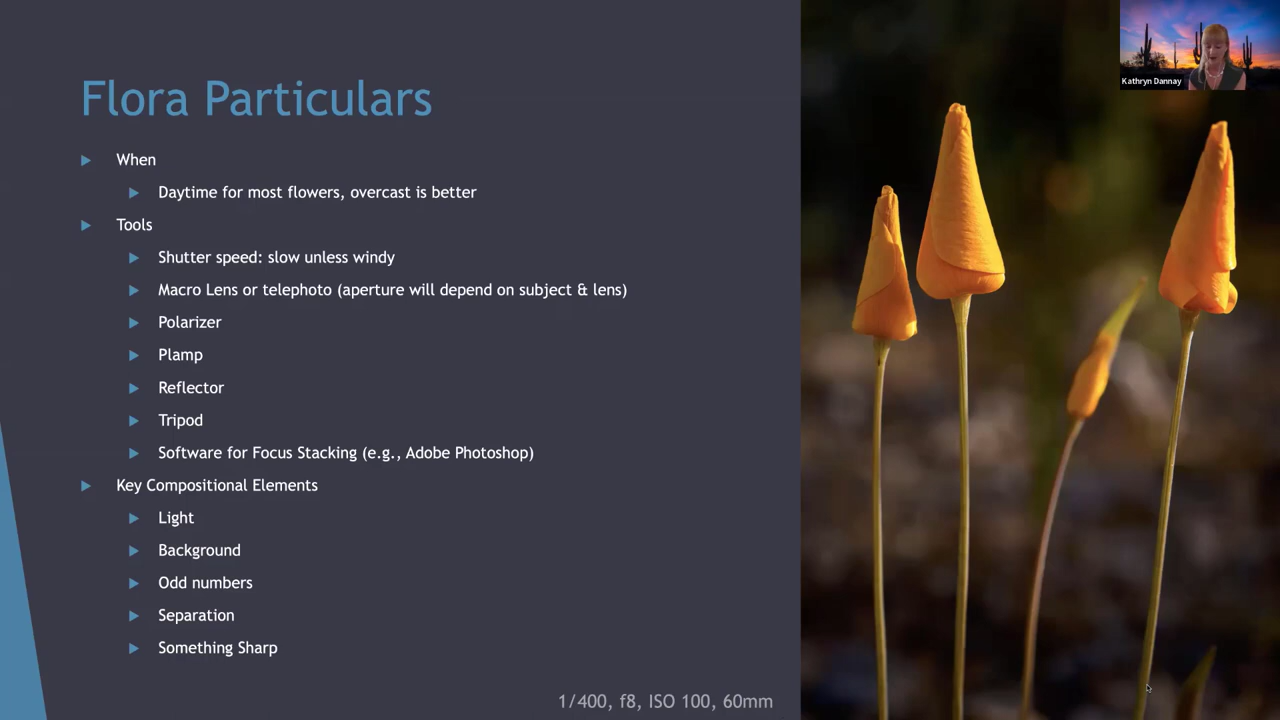 Flora Particulars
When
Daytime for most flowers, overcast is better
Tools
Shutter speed: slow unless windy
Macro Lens or telephoto (aperture will depend on subject & lens)
Polarizer
Plamp
Reflector
Tripod
Software for Focus Stacking (e.g., Adobe Photoshop)
Key Compositional Elements
Light
Background
Odd numbers
Separation
Something Sharp
1/400, f8, ISO 100, 60mm
Kathryn Dannay